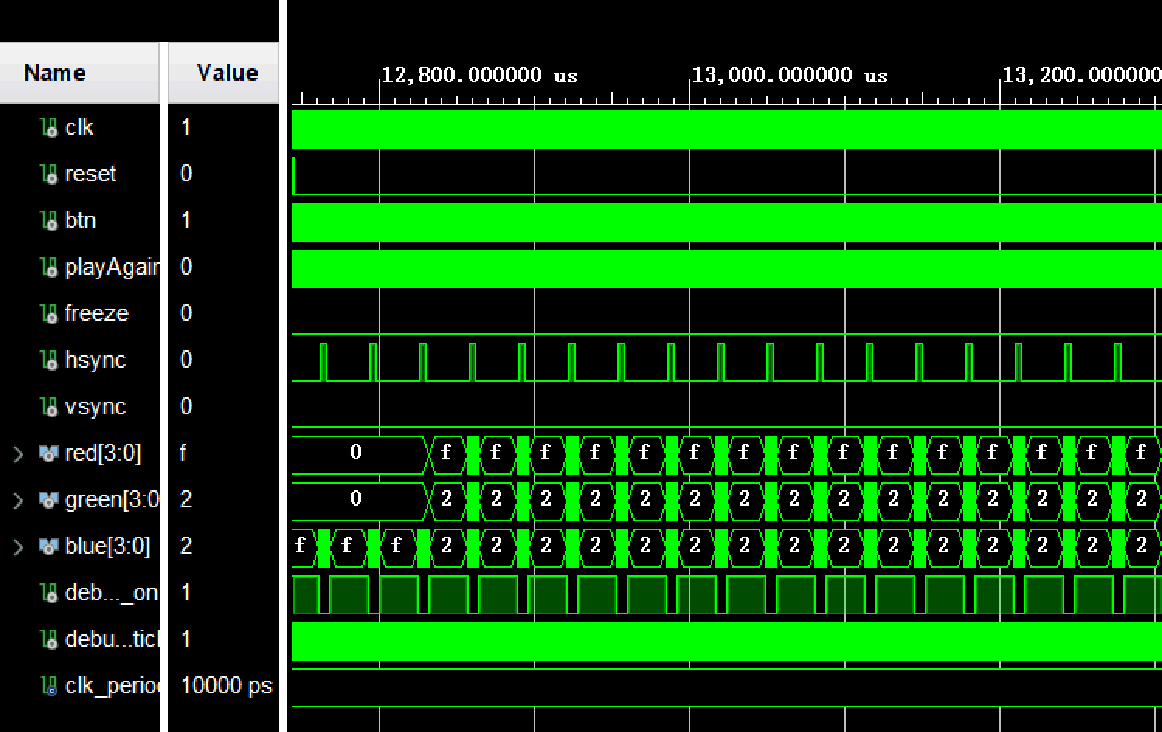 Name Value 12,800.000000 us 13,000.000000 us 13,200.000000
clk 1
reset 0
btn 1
playAgain 0
freeze 0
hsync 0
vsync 0
red[3:0] f 0 f f f f f f f f f f f f f f f
green[3:0 2 0 2 2 2 2 2 2 2 2 2 2 2 2 2 2 2
blue[3:0] 2 f f f 2 2 2 2 2 2 2 2 2 2 2 2 2 2 2
deb..._on 1
debu...tick 1
clk_period 10000 ps